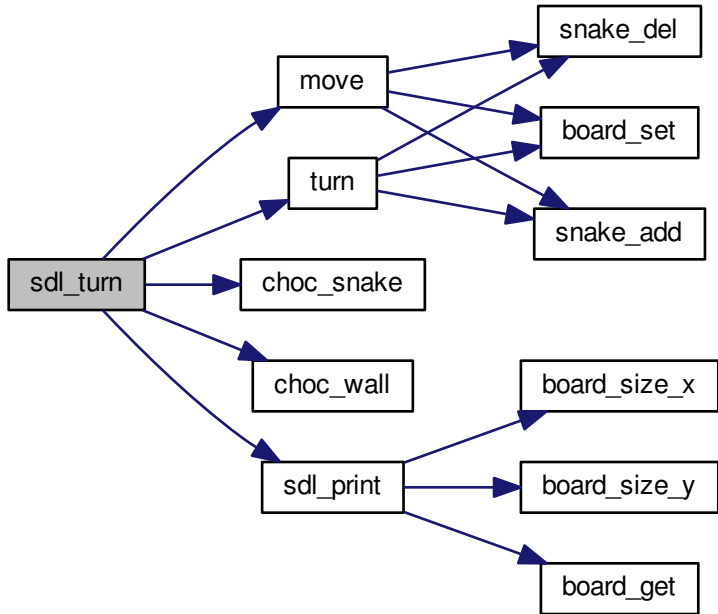 snake_del
move
board_set
turn
snake_add
sdl_turn
choc_snake
choc_wall
board_size_x
sdl_print
board_size_y
board_get